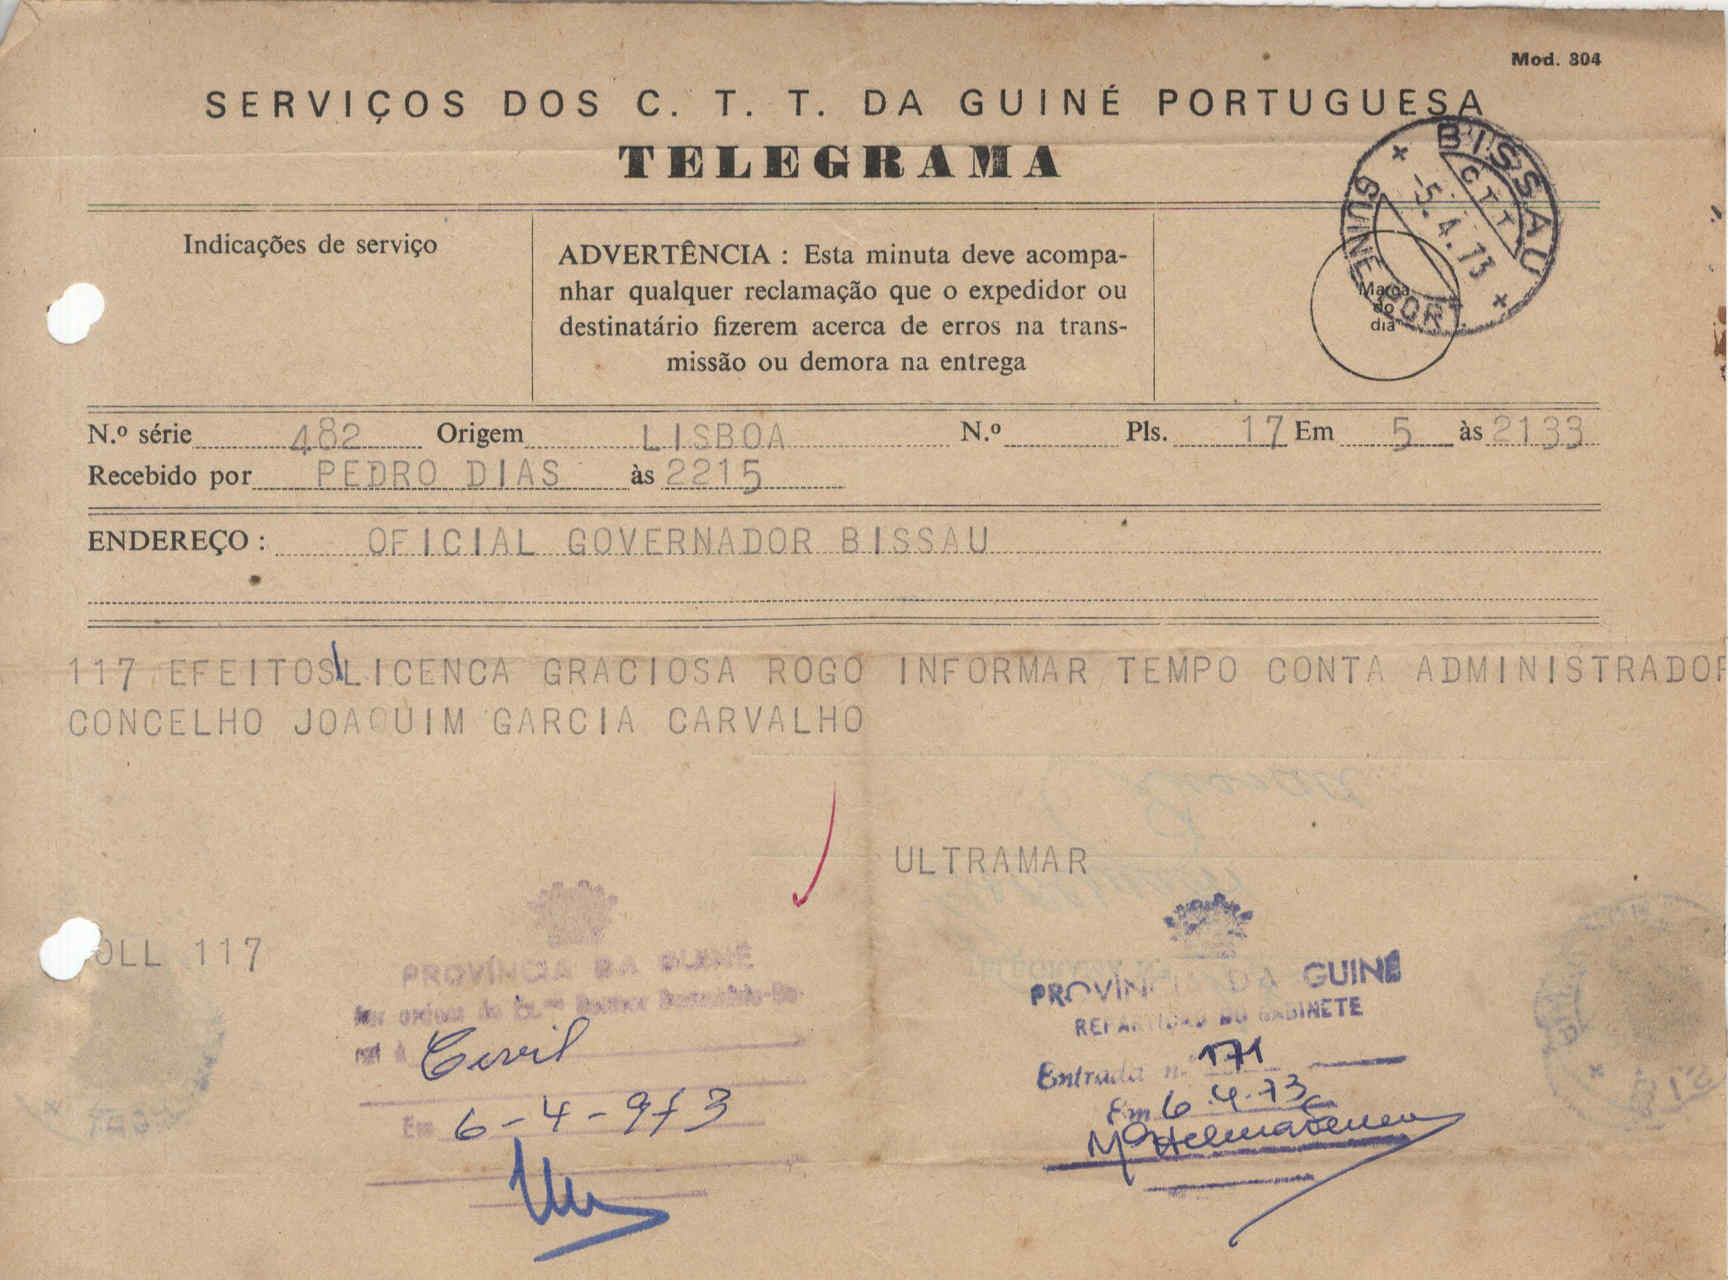 Mod. 804
SERVIÇOS DOS C. T. T. DA GUINÉ PORTUGUESA
TELEGRAMA
Indicações de serviço
ADVERTÊNCIA : Esta minuta deve acompa-
nhar qualquer reclamação que o expedidor ou
destinatário fizerem acerca de erros na trans-
missão ou demora na entrega
BISSAU
C T T
-5. 4. 73
GUINE POR
Marca
do
dia
N.º série 482 Origem LISBOA N.º Pls. 17 Em 5 às 2133
Recebido por PEDRO DIAS às 2215
ENDEREÇO : OFICIAL GOVERNADOR BISSAU
117 EFEITOS LICENCA GRACIOSA ROGO INFORMAR TEMPO CONTA ADMINISTRADOR
CONCELHO JOAQUIM GARCIA CARVALHO
ULTRAMAR
OLL 117
PROVÍNCIA DA GUINÉ
Civil
Em 6-4-973
PROVÍNCIA DA GUINÉ
REPARTIÇÃO DO GABINETE
Entrada n.º 171
Em 6.4.73